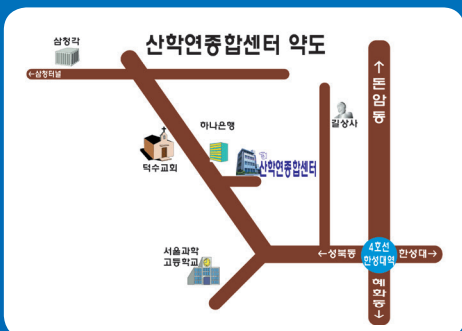 산학연종합센터 약도
삼청각
←삼청터널
↑돈암동
길상사
하나은행
덕수교회
산학연종합센터
서울과학
고등학교
←성북동
4호선
한성대역
한성대→
혜화동↓